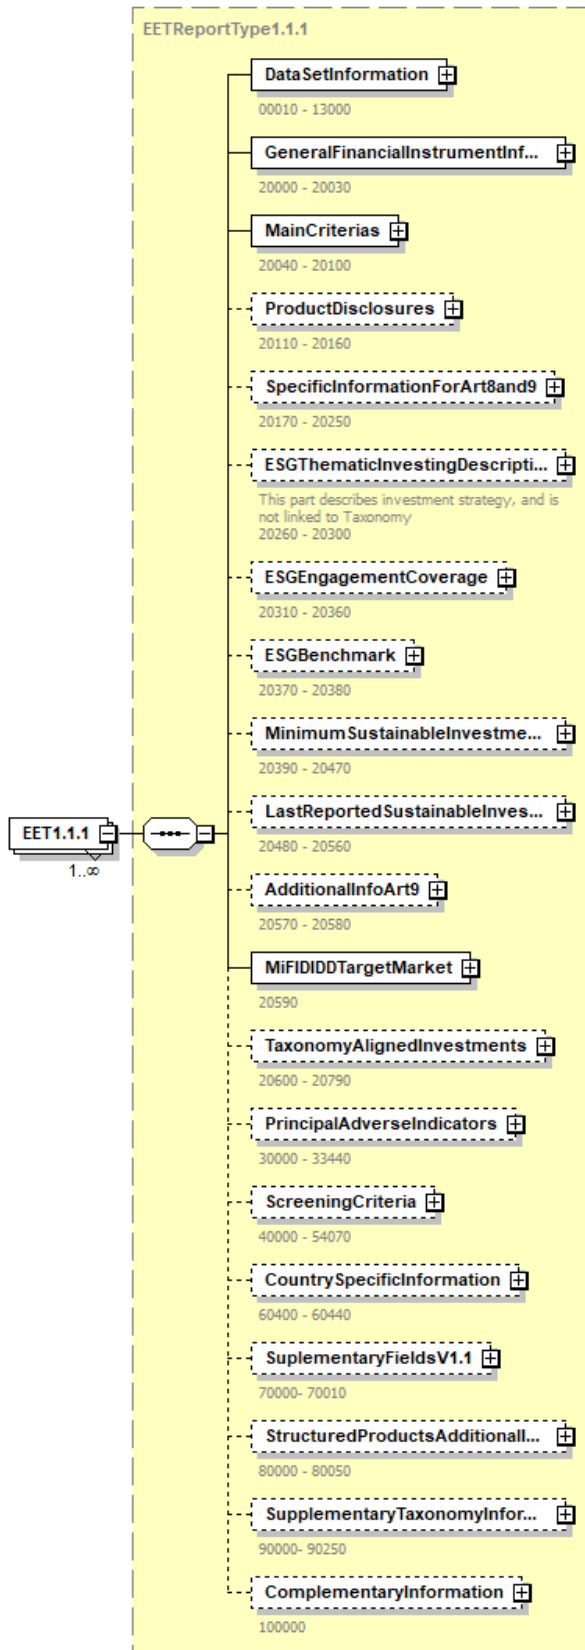 EETReportType1.1.1
DataSetInformation
00010 - 13000
GeneralFinancialInstrumentInf...
20000 - 20030
MainCriterias
20040 - 20100
ProductDisclosures
20110 - 20160
SpecificInformationForArt8and9
20170 - 20250
ESGThematicInvestingDescripti...
This part describes investment strategy, and is
not linked to Taxonomy
20260 - 20300
ESGEngagementCoverage
20310 - 20360
ESGBenchmark
20370 - 20380
MinimumSustainableInvestme...
20390 - 20470
LastReportedSustainableInves...
20480 - 20560
EET1.1.1
1..∞
AdditionalInfoArt9
20570 - 20580
MiFIDIDDTargetMarket
20590
TaxonomyAlignedInvestments
20600 - 20790
PrincipalAdverseIndicators
30000 - 33440
ScreeningCriteria
40000 - 54070
CountrySpecificInformation
60400 - 60440
SuplementaryFieldsV1.1
70000- 70010
StructuredProductsAdditionalI...
80000 - 80050
SupplementaryTaxonomyInfor...
90000- 90250
ComplementaryInformation
100000